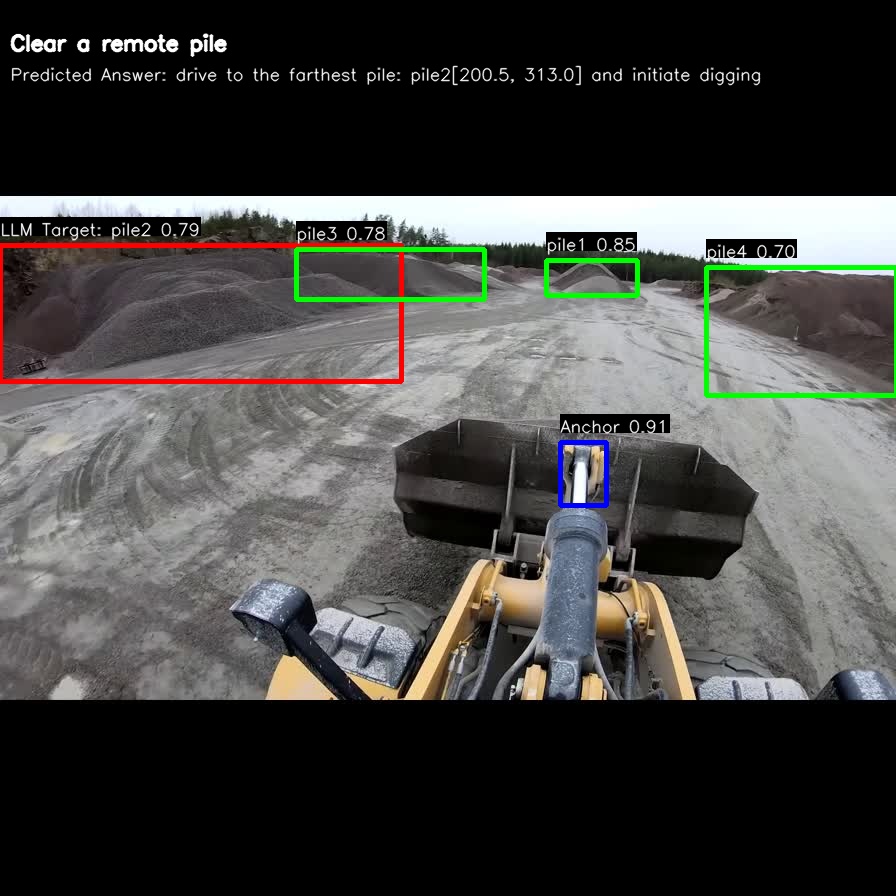 Clear a remote pile
Predicted Answer: drive to the farthest pile: pile2[200.5, 313.0] and initiate digging
LLM Target: pile2 0.79
pile3 0.78
pile1 0.85
pile4 0.70
Anchor 0.91